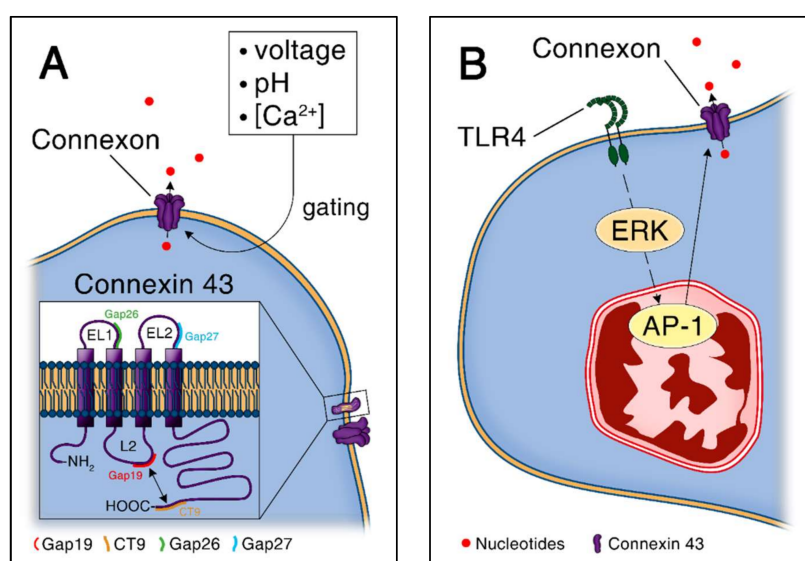 A
• voltage
• pH
• [Ca²⁺]
Connexon
gating
Connexin 43
Gap26
EL1
EL2
Gap27
L2
-NH₂
Gap19
HOOC-
CT9
Gap19 CT9 Gap26 Gap27
B
Connexon
TLR4
ERK
AP-1
Nucleotides Connexin 43